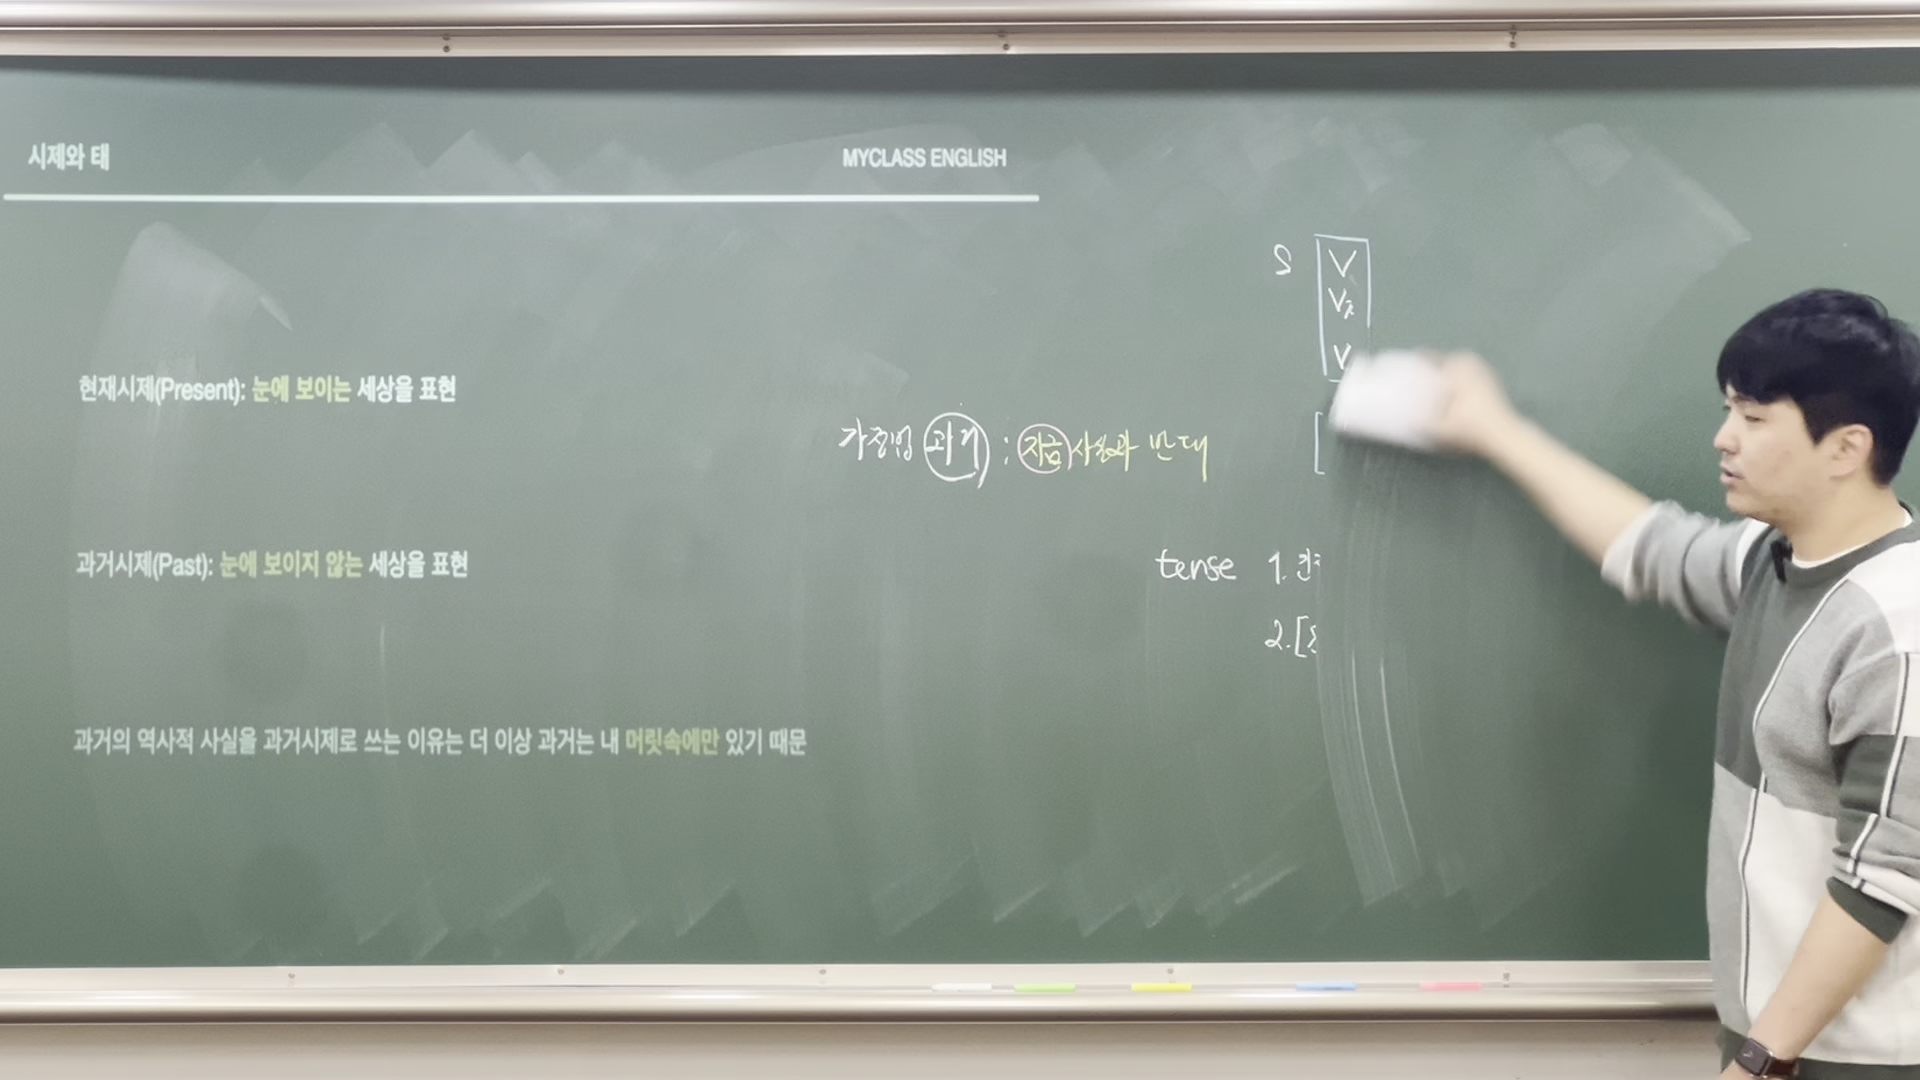 시제와 태
MYCLASS ENGLISH
현재시제(Present): 눈에 보이는 세상을 표현
과거시제(Past): 눈에 보이지 않는 세상을 표현
과거의 역사적 사실을 과거시제로 쓰는 이유는 더 이상 과거는 내 머릿속에만 있기 때문
S V
V
V
가정법 과거 : 지금 사실과 반대
tense 1.
2. [